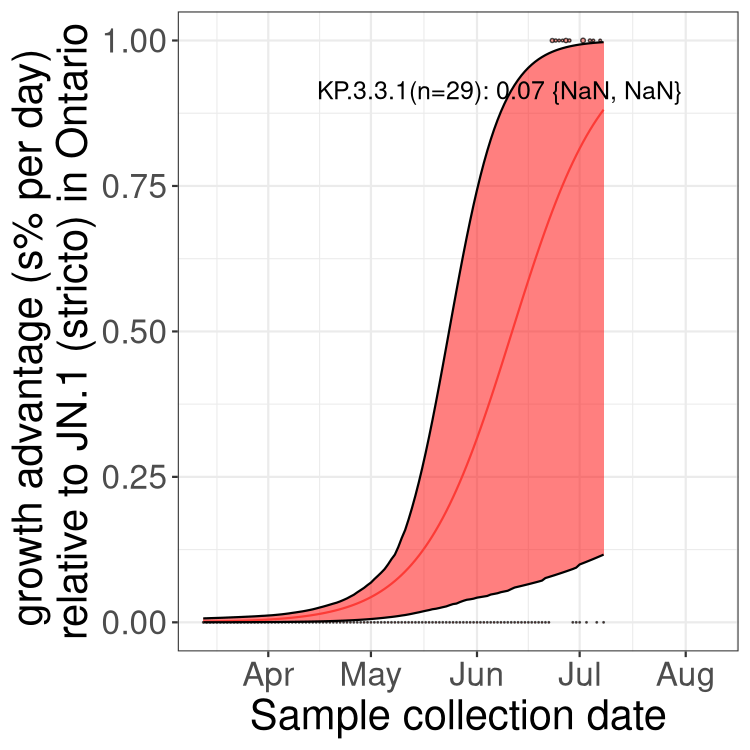 growth advantage (s% per day)
relative to JN.1 (stricto) in Ontario
1.00
0.75
0.50
0.25
0.00
KP.3.3.1(n=29): 0.07 {NaN, NaN}
Apr May Jun Jul Aug
Sample collection date